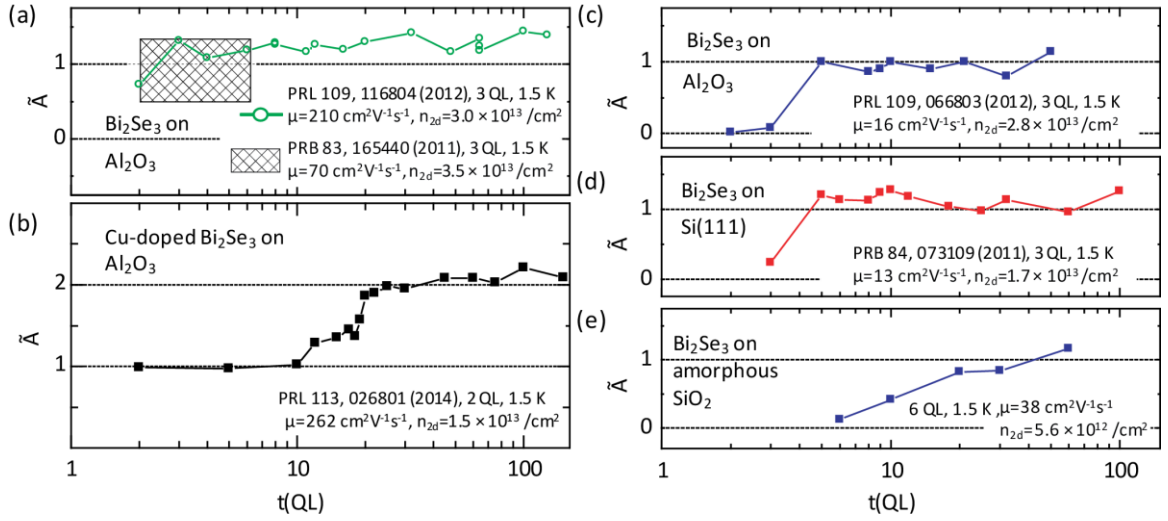 (a)
1
0
Ã
Bi₂Se₃ on
Al₂O₃
PRL 109, 116804 (2012), 3 QL, 1.5 K
μ=210 cm²V⁻¹s⁻¹, n₂d=3.0 × 10¹³ /cm²
PRB 83, 165440 (2011), 3QL, 1.5 K
μ=70 cm²V⁻¹s⁻¹, n₂d=3.5 × 10¹³ /cm²
(b)
Cu-doped Bi₂Se₃ on
Al₂O₃
2
1
Ã
PRL 113, 026801 (2014), 2 QL, 1.5 K
μ=262 cm²V⁻¹s⁻¹, n₂d=1.5 × 10¹³/cm²
1 10 100
t(QL)
(c)
Bi₂Se₃ on
Al₂O₃
1
0
Ã
PRL 109, 066803 (2012), 3 QL, 1.5 K
μ=16 cm²V⁻¹s⁻¹, n₂d=2.8 × 10¹³/cm²
(d)
Bi₂Se₃ on
Si(111)
1
0
Ã
PRB 84, 073109 (2011), 3 QL, 1.5 K
μ=13 cm²V⁻¹s⁻¹, n₂d=1.7 × 10¹³/cm²
(e)
Bi₂Se₃ on
amorphous
SiO₂
1
0
Ã
6 QL, 1.5 K ,μ=38 cm²V⁻¹s⁻¹
n₂d=5.6 × 10¹² /cm²
1 10 100
t(QL)